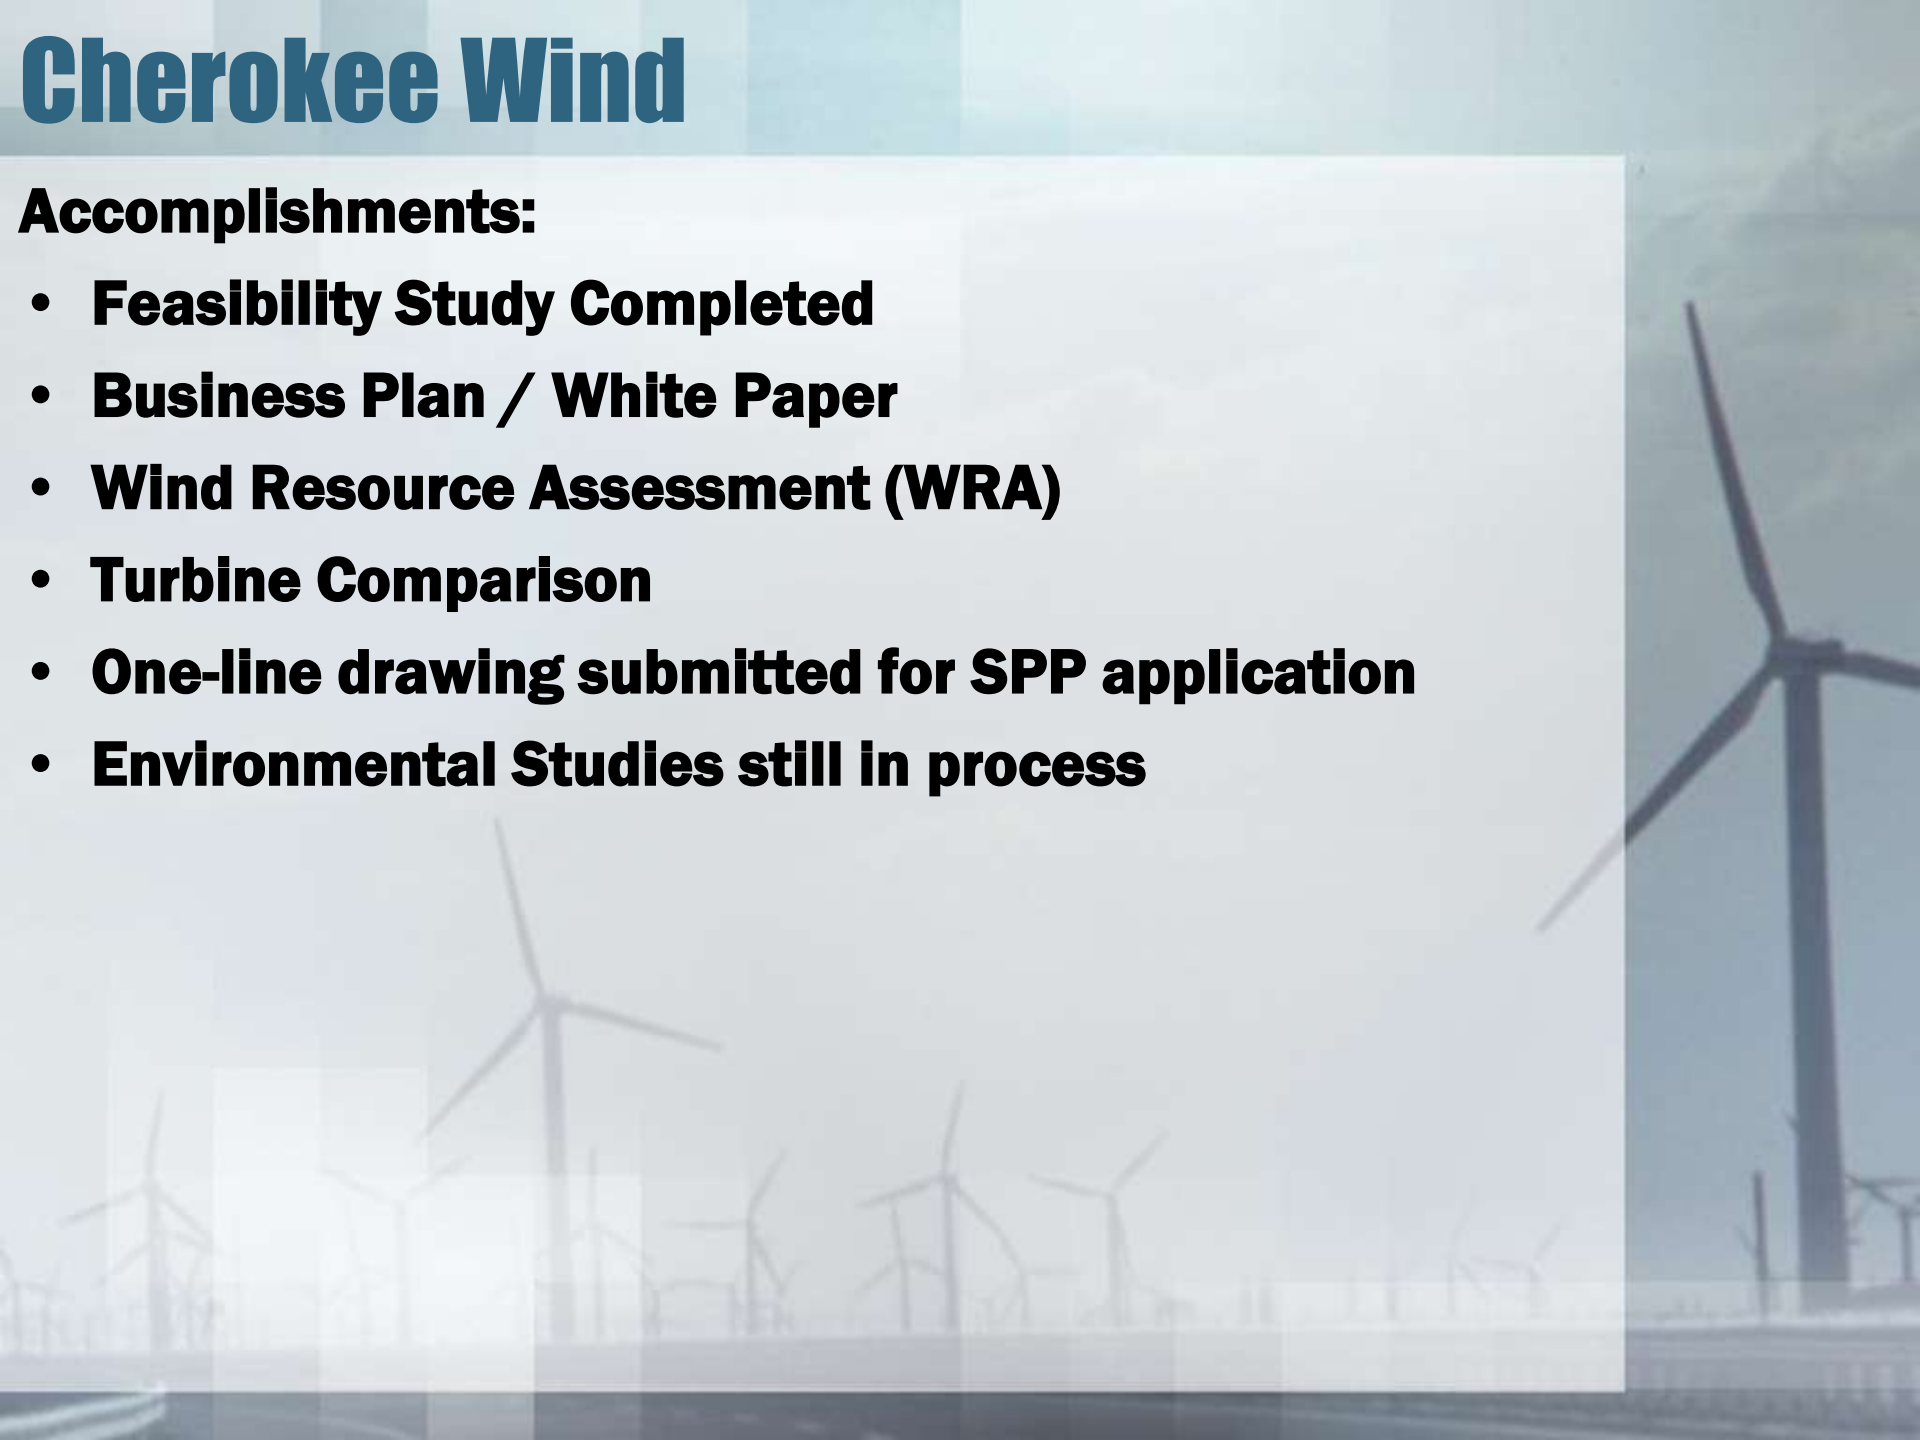 Cherokee Wind
Accomplishments:
• Feasibility Study Completed
• Business Plan / White Paper
• Wind Resource Assessment (WRA)
• Turbine Comparison
• One-line drawing submitted for SPP application
• Environmental Studies still in process